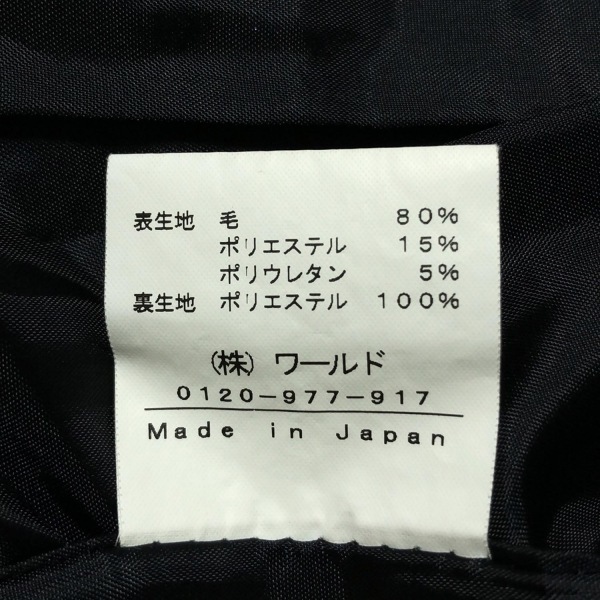 表生地 毛 80%
ポリエステル 15%
ポリウレタン 5%
裏生地 ポリエステル 100%
(株) ワールド
0120-977-917
Made in Japan